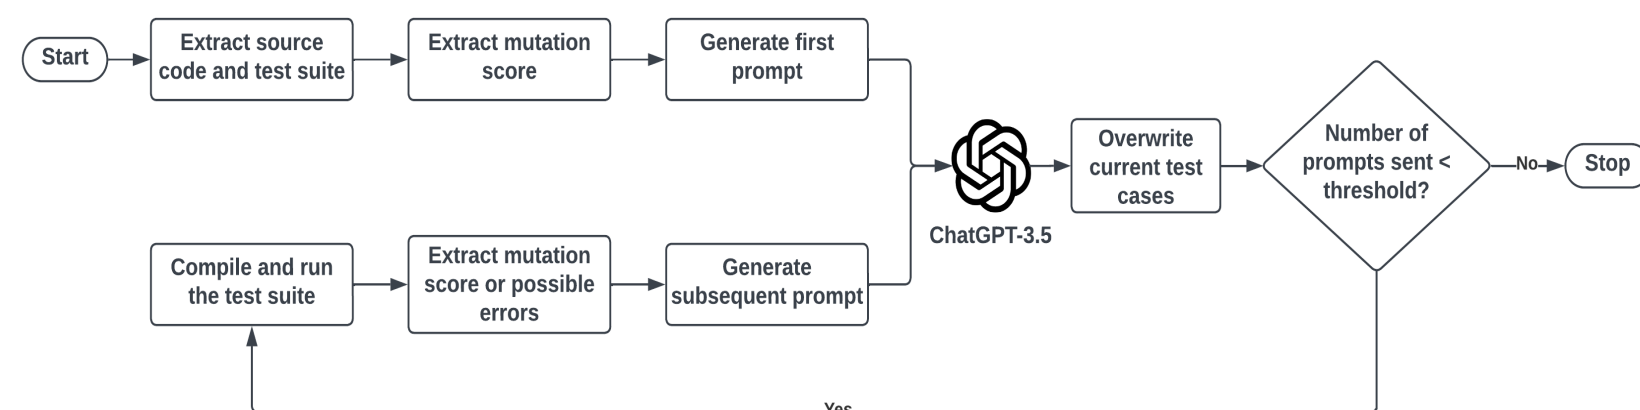 Start
Extract source
code and test suite
Extract mutation
score
Generate first
prompt
ChatGPT-3.5
Overwrite
current test
cases
Number of
prompts sent <
threshold?
No
Stop
Compile and run
the test suite
Extract mutation
score or possible
errors
Generate
subsequent prompt
Yes